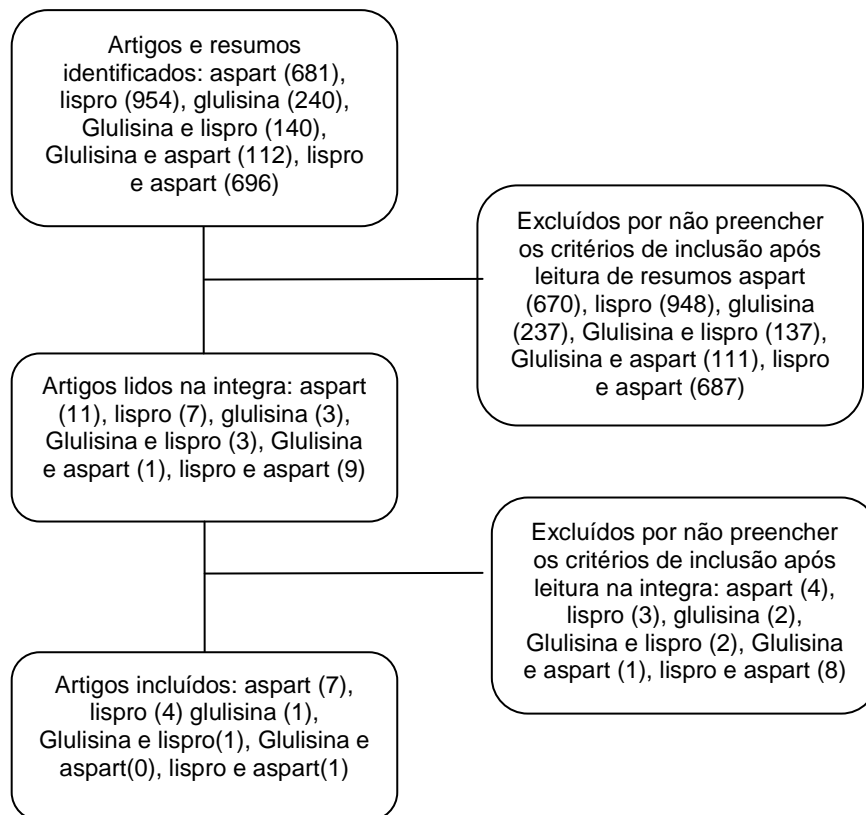 Artigos e resumos
identificados: aspart (681),
lispro (954), glulisina (240),
Glulisina e lispro (140),
Glulisina e aspart (112), lispro
e aspart (696)
Excluídos por não preencher
os critérios de inclusão após
leitura de resumos aspart
(670), lispro (948), glulisina
(237), Glulisina e lispro (137),
Glulisina e aspart (111), lispro
e aspart (687)
Artigos lidos na integra: aspart
(11), lispro (7), glulisina (3),
Glulisina e lispro (3), Glulisina
e aspart (1), lispro e aspart (9)
Excluídos por não preencher
os critérios de inclusão após
leitura na integra: aspart (4),
lispro (3), glulisina (2),
Glulisina e lispro (2), Glulisina
e aspart (1), lispro e aspart (8)
Artigos incluídos: aspart (7),
lispro (4) glulisina (1),
Glulisina e lispro(1), Glulisina e
aspart(0), lispro e aspart(1)